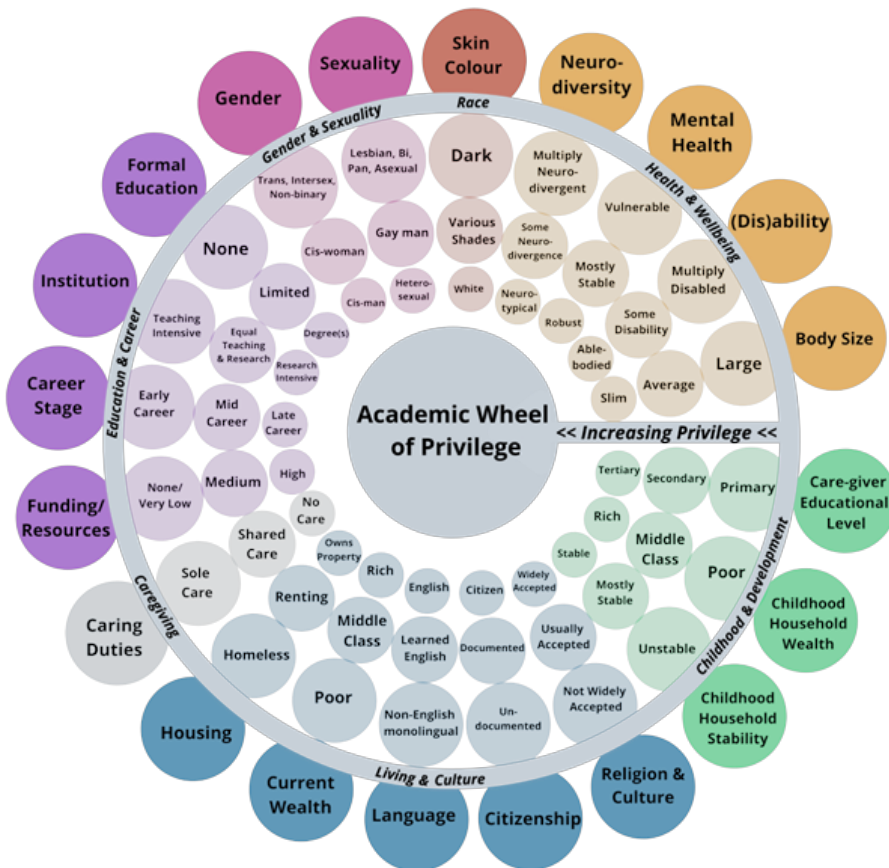 Skin
Colour
Neuro-
diversity
Mental
Health
(Dis)ability
Body Size
Care-giver
Educational
Level
Childhood
Household
Wealth
Childhood
Household
Stability
Religion &
Culture
Citizenship
Language
Current
Wealth
Housing
Caring
Duties
Funding/
Resources
Career
Stage
Institution
Formal
Education
Gender
Sexuality
Race
Health & Wellbeing
Childhood & Development
Living & Culture
Caregiving
Education & Career
Gender & Sexuality
Dark
Various
Shades
White
Multiply
Neuro-
divergent
Some
Neuro-
divergence
Neuro-
typical
Vulnerable
Mostly
Stable
Robust
Multiply
Disabled
Some
Disability
Able-
bodied
Large
Average
Slim
Academic Wheel
of Privilege
<< Increasing Privilege <<
Primary
Secondary
Tertiary
Poor
Middle
Class
Rich
Unstable
Mostly
Stable
Stable
Not Widely
Accepted
Usually
Accepted
Widely
Accepted
Un-
documented
Documented
Citizen
Non-English
monolingual
Learned
English
English
Poor
Middle
Class
Rich
Homeless
Renting
Owns
Property
Sole
Care
Shared
Care
No
Care
None/
Very Low
Medium
High
Early
Career
Mid
Career
Late
Career
Teaching
Intensive
Equal
Teaching
& Research
Research
Intensive
None
Limited
Degree(s)
Trans, Intersex,
Non-binary
Cis-woman
Cis-man
Lesbian, Bi,
Pan, Asexual
Gay man
Hetero-
sexual